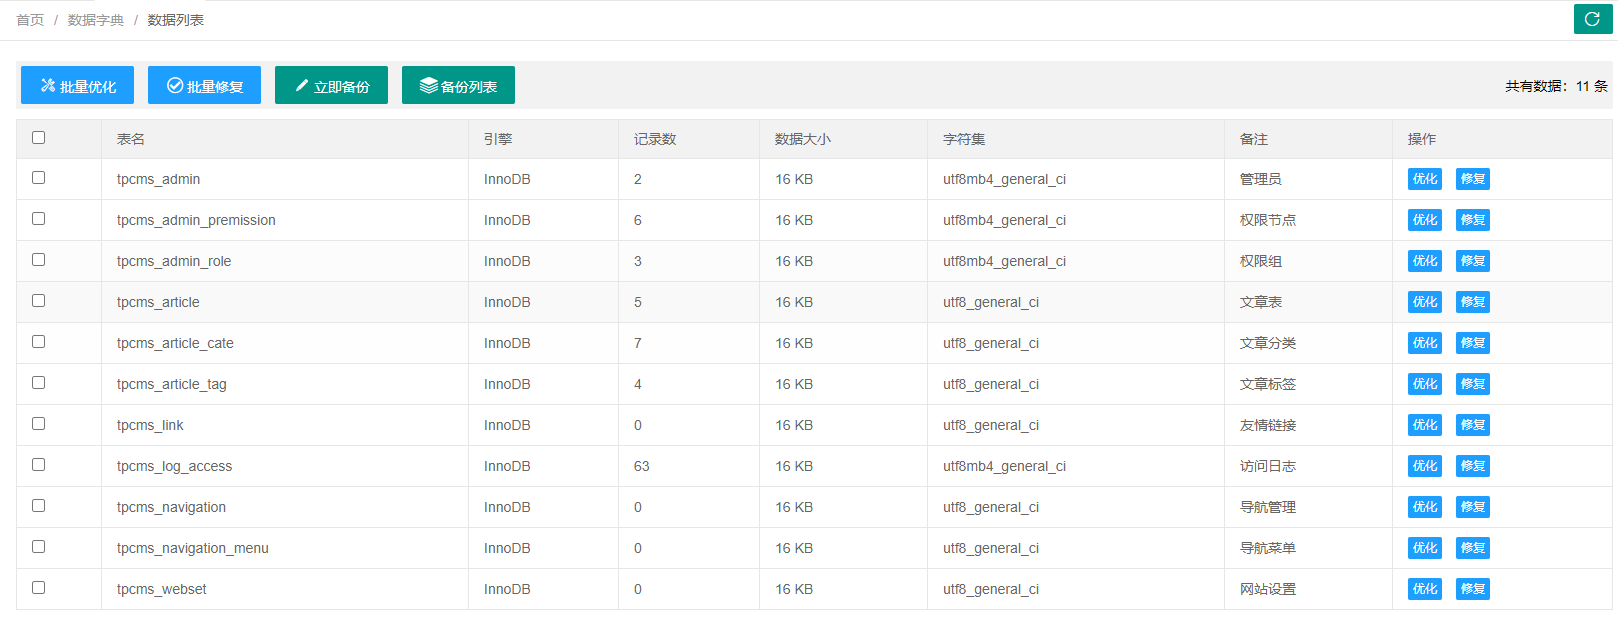 首页 / 数据字典 / 数据列表
批量优化 批量修复 立即备份 备份列表 共有数据：11 条
表名 引擎 记录数 数据大小 字符集 备注 操作
tpcms_admin InnoDB 2 16 KB utf8mb4_general_ci 管理员 优化 修复
tpcms_admin_premission InnoDB 6 16 KB utf8mb4_general_ci 权限节点 优化 修复
tpcms_admin_role InnoDB 3 16 KB utf8mb4_general_ci 权限组 优化 修复
tpcms_article InnoDB 5 16 KB utf8_general_ci 文章表 优化 修复
tpcms_article_cate InnoDB 7 16 KB utf8_general_ci 文章分类 优化 修复
tpcms_article_tag InnoDB 4 16 KB utf8_general_ci 文章标签 优化 修复
tpcms_link InnoDB 0 16 KB utf8_general_ci 友情链接 优化 修复
tpcms_log_access InnoDB 63 16 KB utf8mb4_general_ci 访问日志 优化 修复
tpcms_navigation InnoDB 0 16 KB utf8_general_ci 导航管理 优化 修复
tpcms_navigation_menu InnoDB 0 16 KB utf8_general_ci 导航菜单 优化 修复
tpcms_webset InnoDB 0 16 KB utf8_general_ci 网站设置 优化 修复